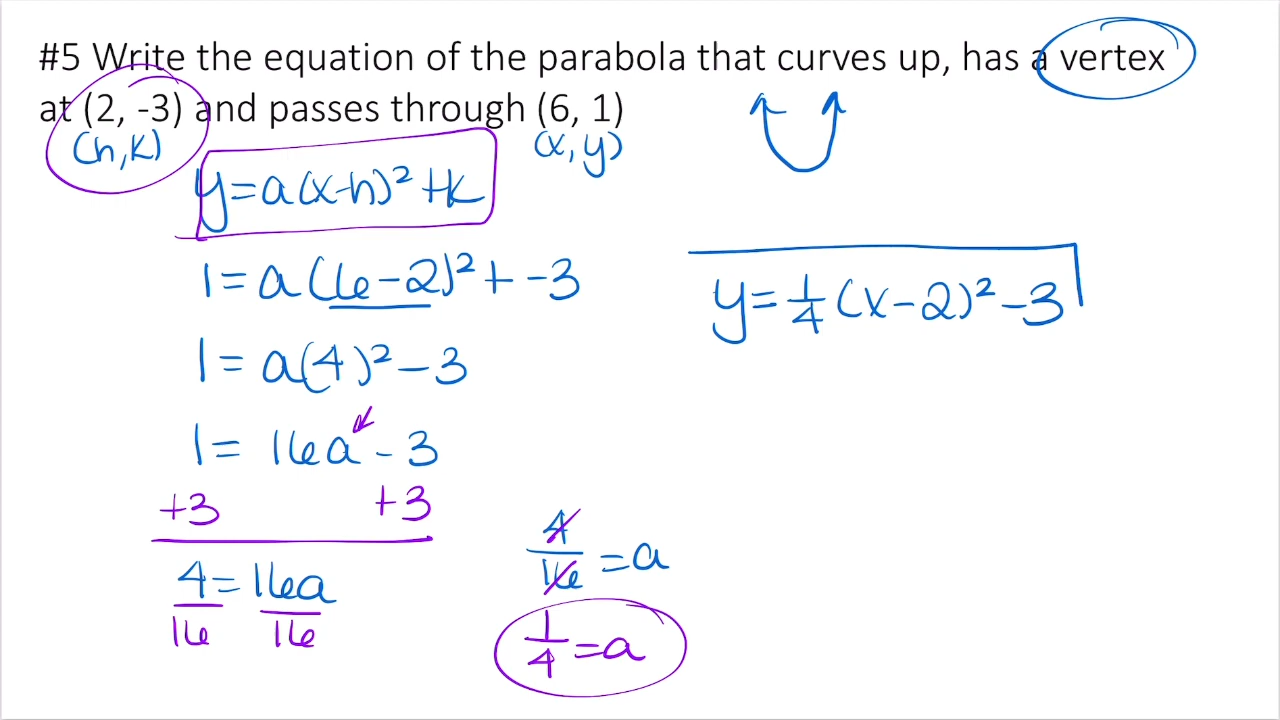 #5 Write the equation of the parabola that curves up, has a vertex
at (2, -3) and passes through (6, 1)
(h,k) (x,y)
y=a(x-h)²+k
1=a(6-2)²+-3
y=1/4(x-2)²-3
1=a(4)²-3
1=16a-3
+3 +3
4=16a
16 16
4/16=a
1/4=a